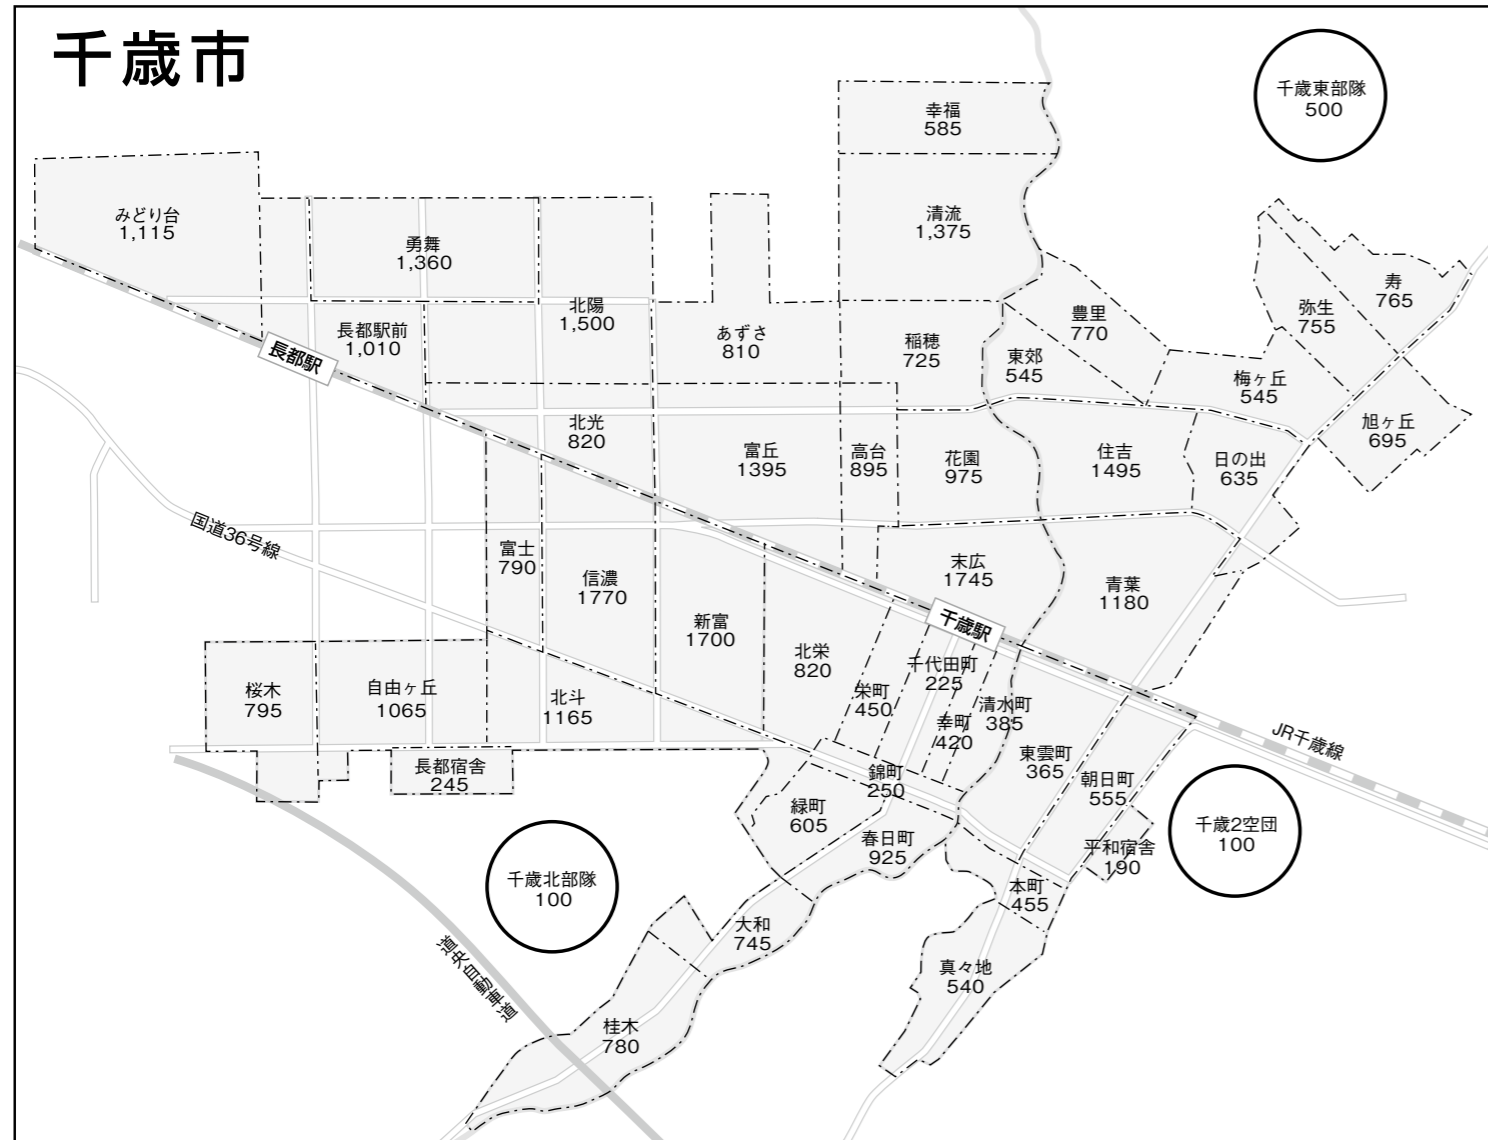 千歳市
千歳東部隊
500
幸福
585
みどり台
1,115
清流
1,375
勇舞
1,360
北陽
1,500
長都駅前
1,010
長都駅
あずさ
810
稲穂
725
豊里
770
東郊
545
弥生
755
寿
765
梅ヶ丘
545
旭ヶ丘
695
北光
820
富丘
1395
高台
895
花園
975
住吉
1495
日の出
635
国道36号線
富士
790
信濃
1770
新富
1700
末広
1745
青葉
1180
千歳駅
北栄
820
栄町
450
千代田町
225
幸町
420
清水町
385
桜木
795
自由ヶ丘
1065
北斗
1165
東雲町
365
朝日町
555
JR千歳線
長都宿舎
245
錦町
250
緑町
605
春日町
925
平和宿舎
190
千歳2空団
100
千歳北部隊
100
本町
455
大和
745
真々地
540
道央自動車道
桂木
780